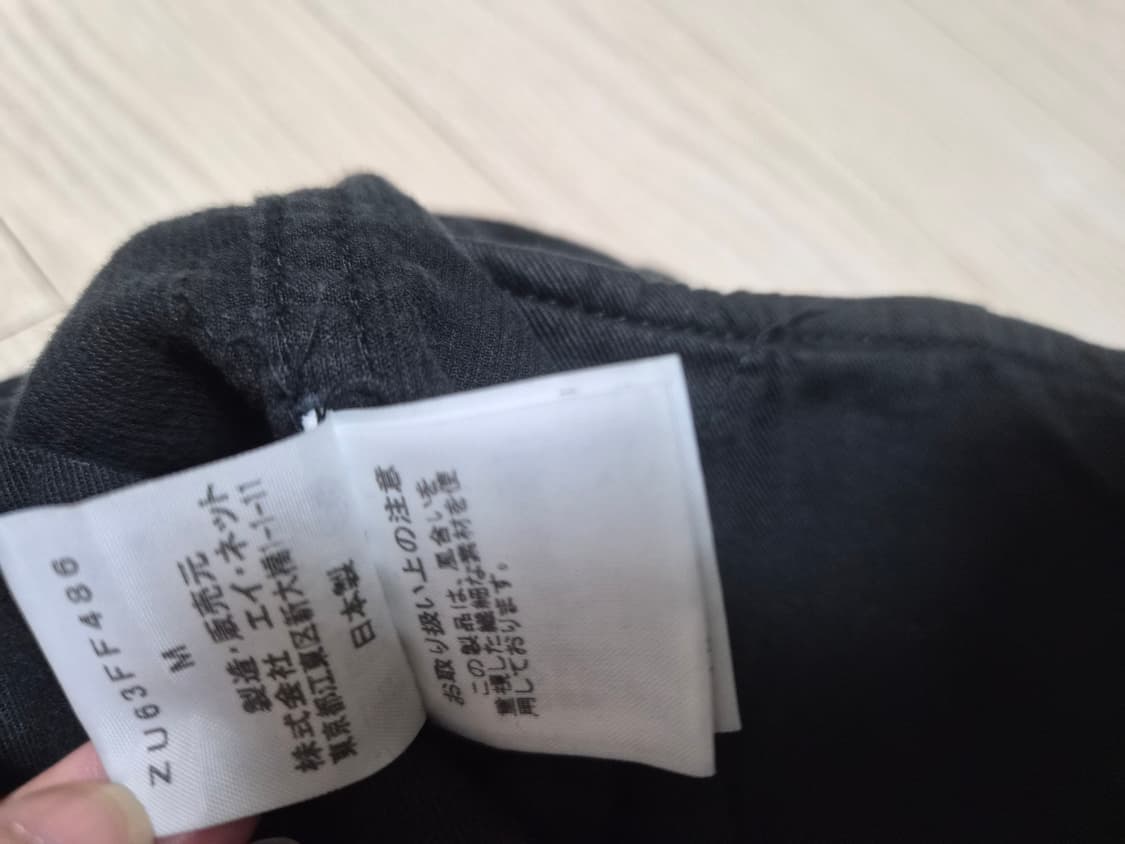 ZU63FF486
M
製造・販売元
株式会社 エイ・ネット
東京都江東区新大橋1-1-11
日本製
お取り扱い上の注意
この製品は、風合いを
重視した繊細な素材を使
用しております。